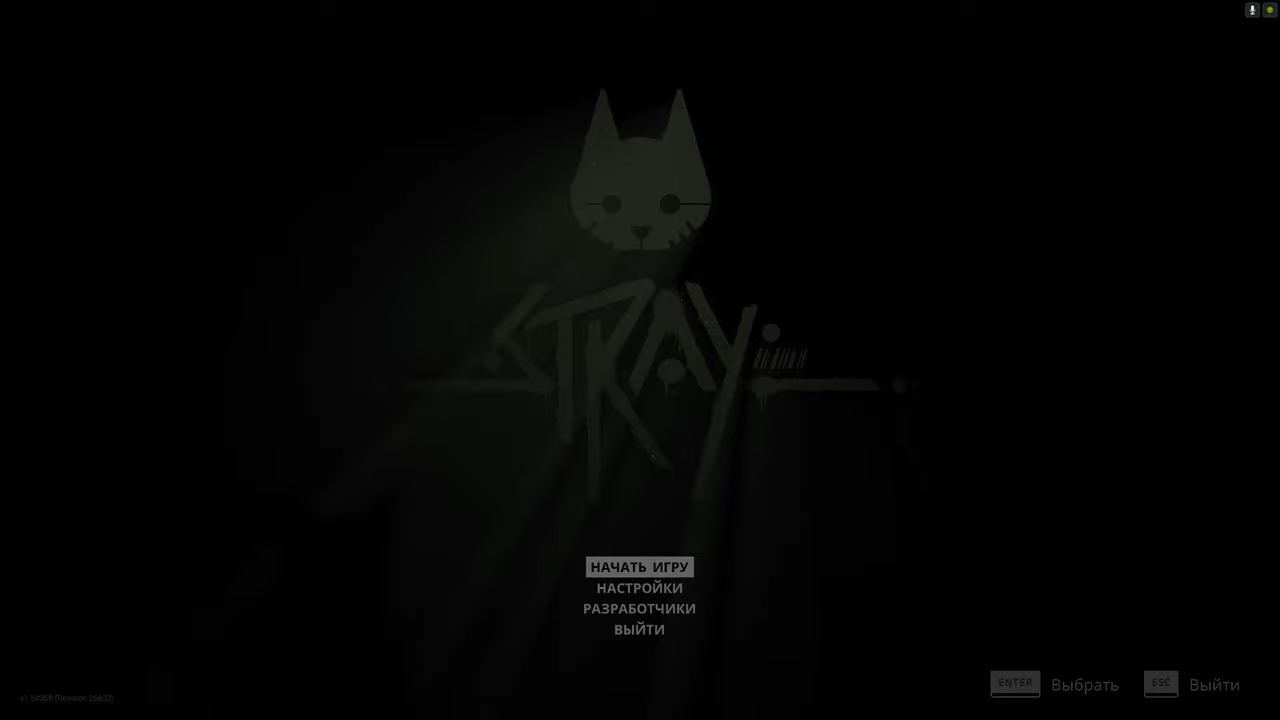 STRAY
НАЧАТЬ ИГРУ
НАСТРОЙКИ
РАЗРАБОТЧИКИ
ВЫЙТИ
ENTER Выбрать ESC Выйти